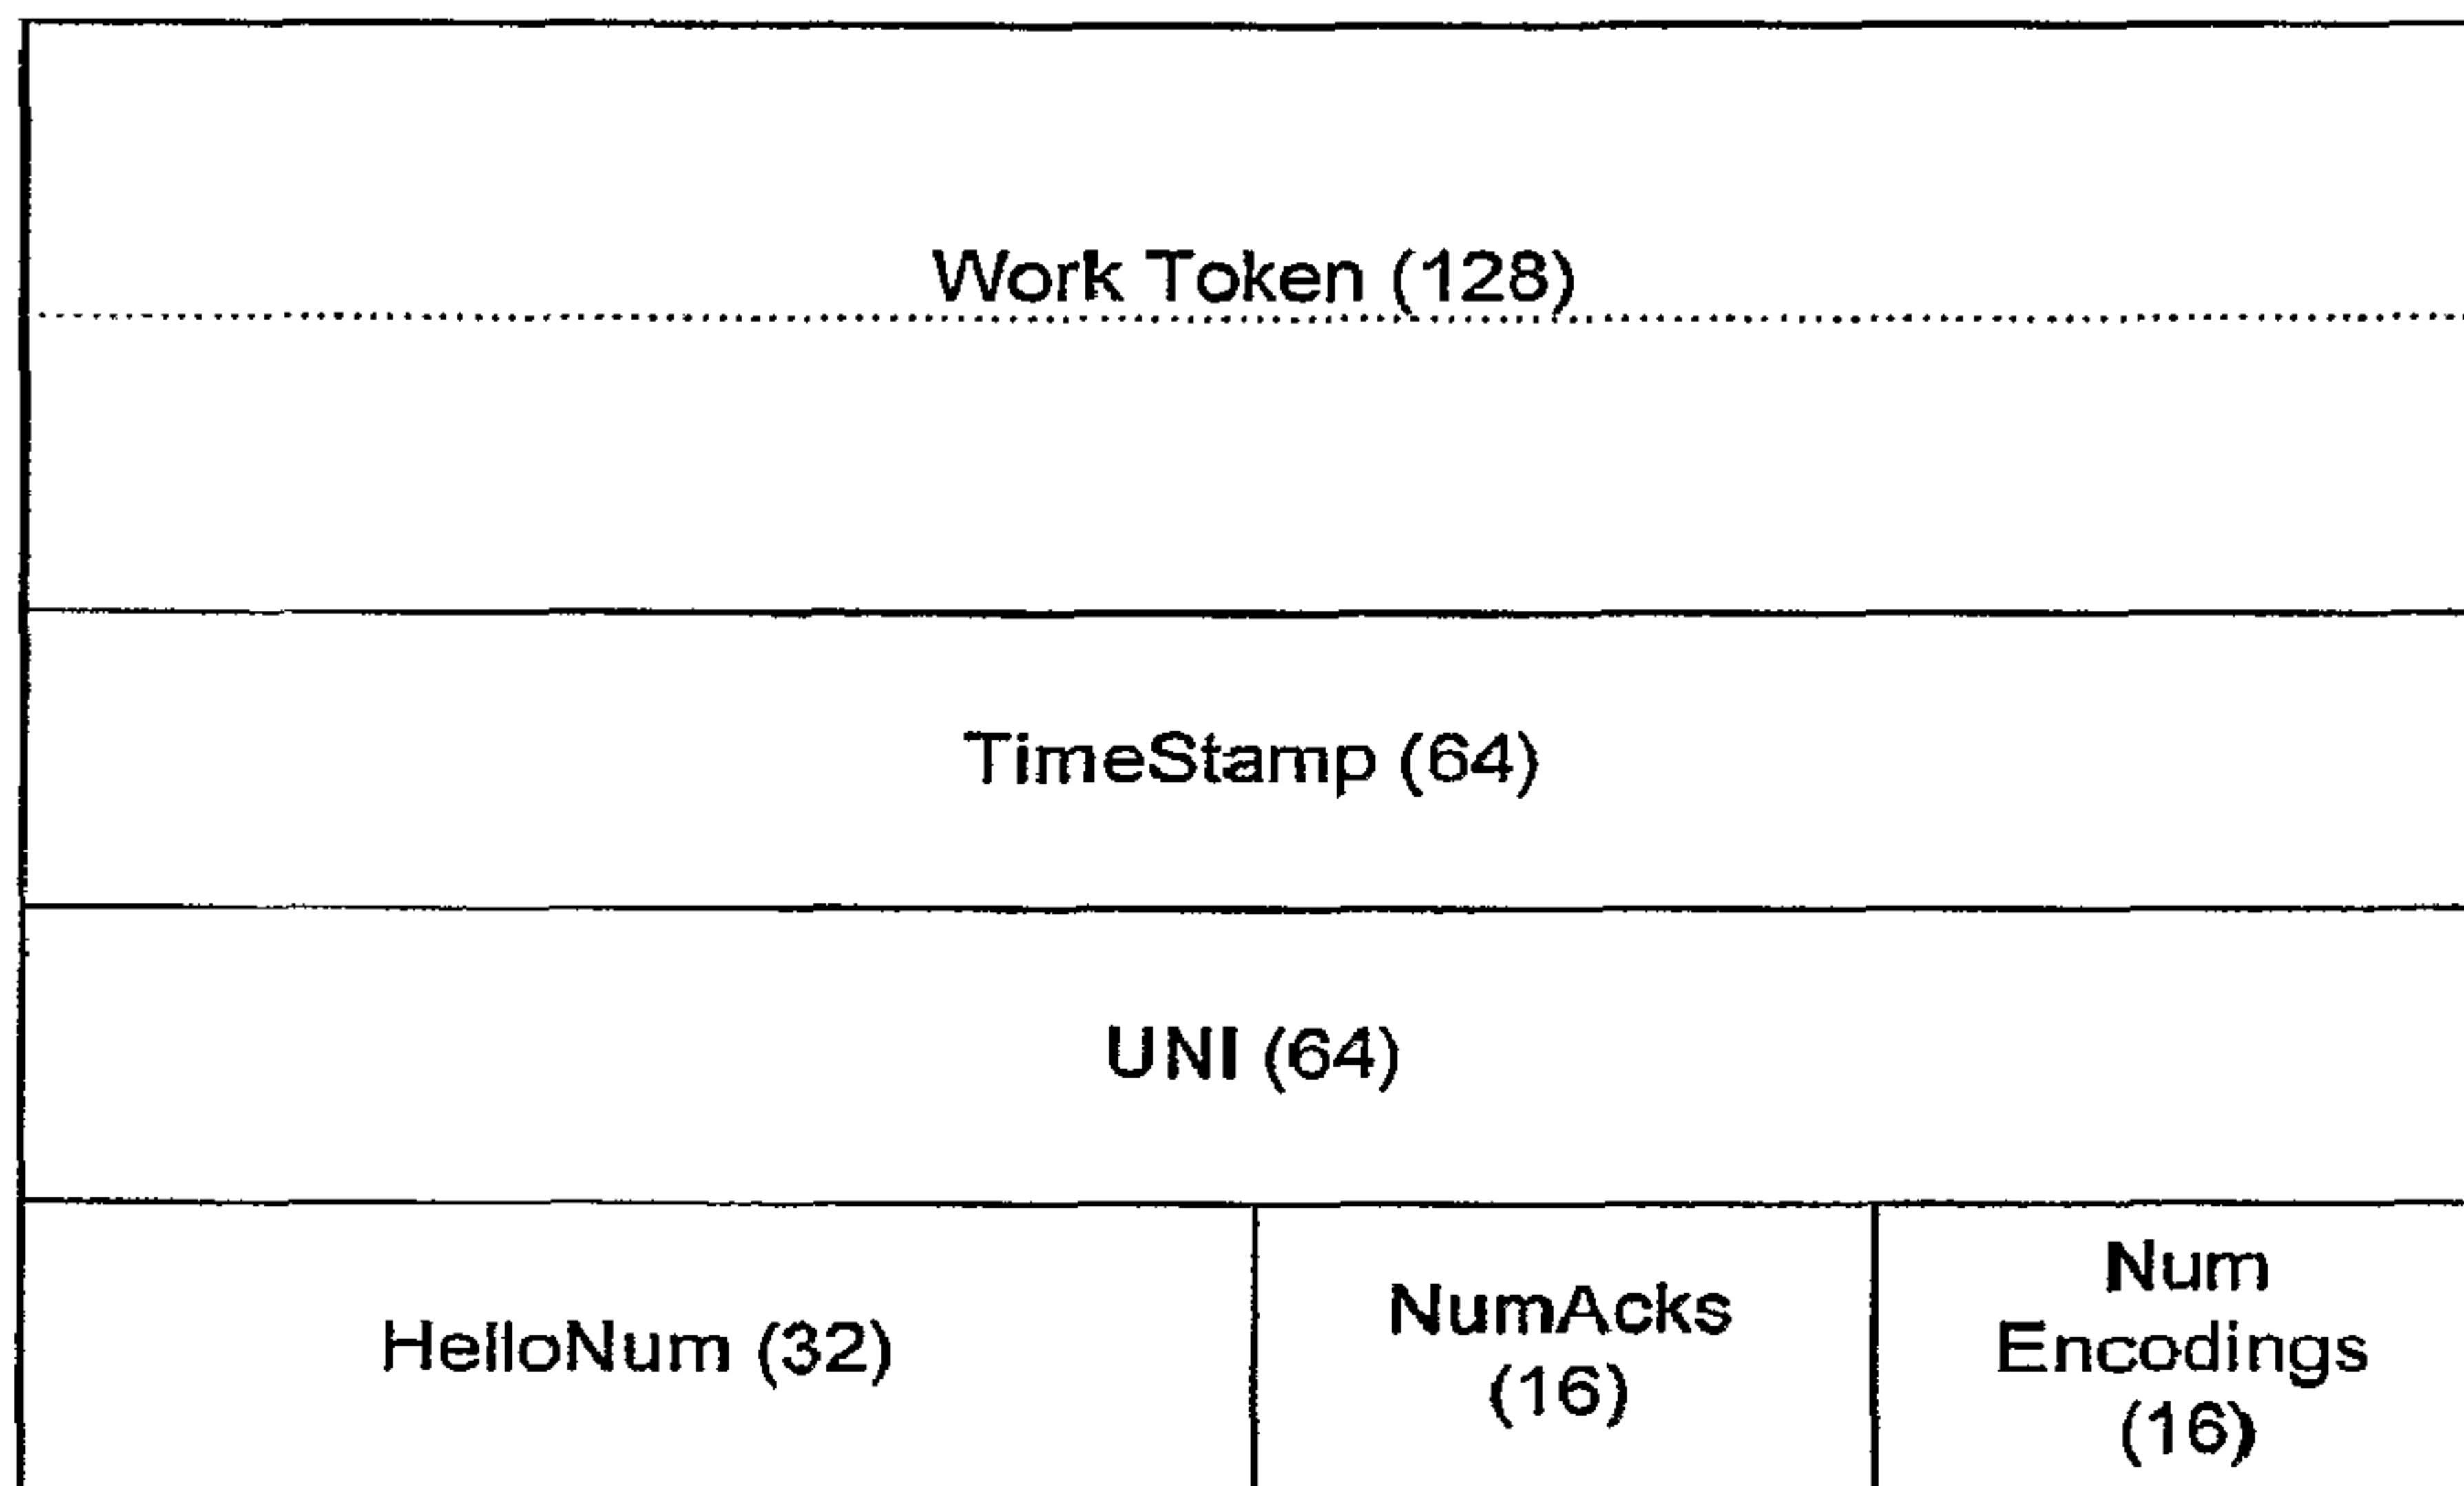 Work Token (128)
TimeStamp (64)
UNI (64)
HelloNum (32)
NumAcks
(16)
Num
Encodings
(16)